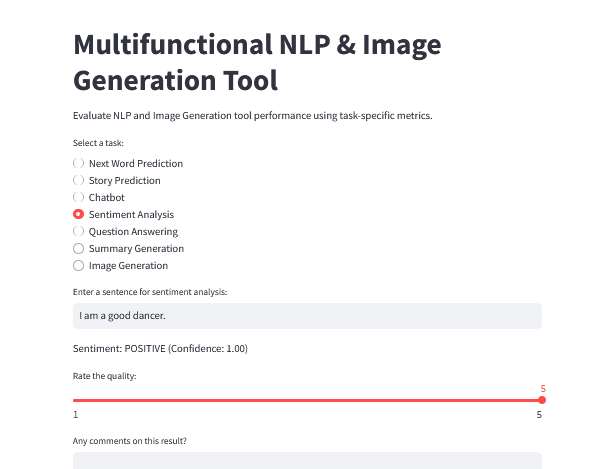 Multifunctional NLP & Image
Generation Tool
Evaluate NLP and Image Generation tool performance using task-specific metrics.
Select a task:
Next Word Prediction
Story Prediction
Chatbot
Sentiment Analysis
Question Answering
Summary Generation
Image Generation
Enter a sentence for sentiment analysis:
I am a good dancer.
Sentiment: POSITIVE (Confidence: 1.00)
Rate the quality:
5
1 5
Any comments on this result?